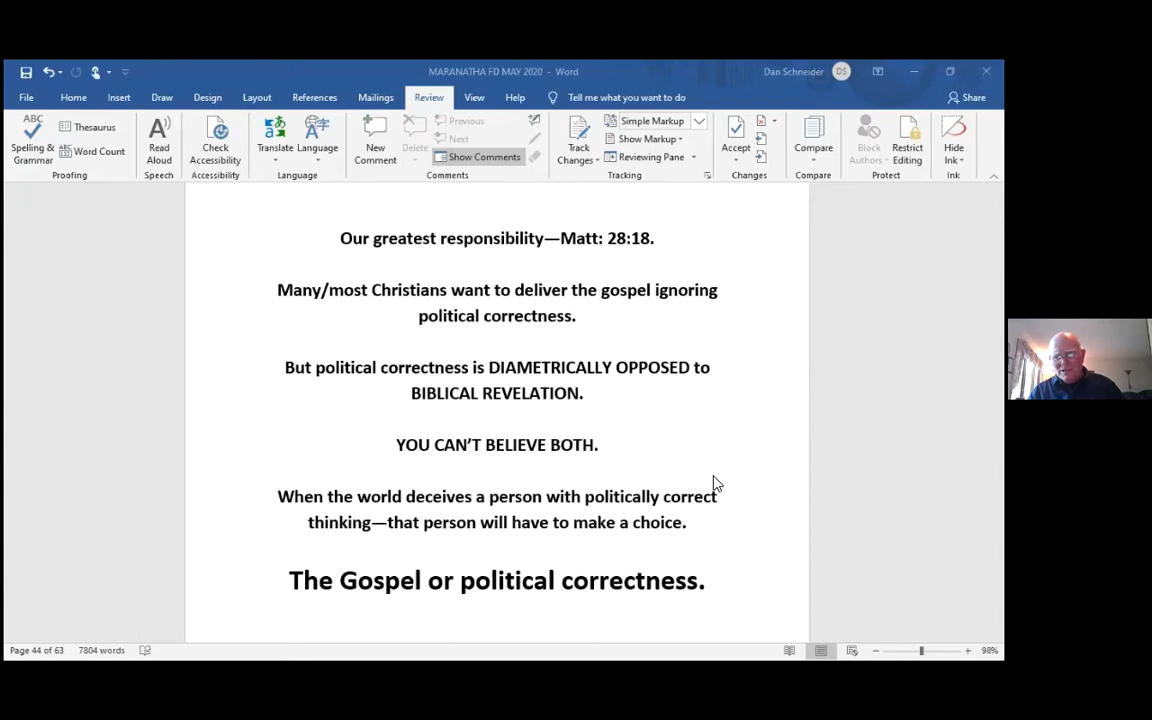 MARANATHA FD MAY 2020 - Word
Dan Schneider DS
File Home Insert Draw Design Layout References Mailings Review View Help Tell me what you want to do Share
ABC
Spelling & Grammar
Thesaurus
Word Count
Proofing
Read Aloud
Speech
Check Accessibility
Accessibility
Translate
Language
Language
New Comment
Delete
Previous
Next
Show Comments
Comments
Track Changes
Simple Markup
Show Markup
Reviewing Pane
Tracking
Accept
Changes
Compare
Compare
Block Authors
Restrict Editing
Protect
Hide Ink
Ink
Our greatest responsibility—Matt: 28:18.
Many/most Christians want to deliver the gospel ignoring
political correctness.
But political correctness is DIAMETRICALLY OPPOSED to
BIBLICAL REVELATION.
YOU CAN'T BELIEVE BOTH.
When the world deceives a person with politically correct
thinking—that person will have to make a choice.
The Gospel or political correctness.
Page 44 of 63 7804 words
98%